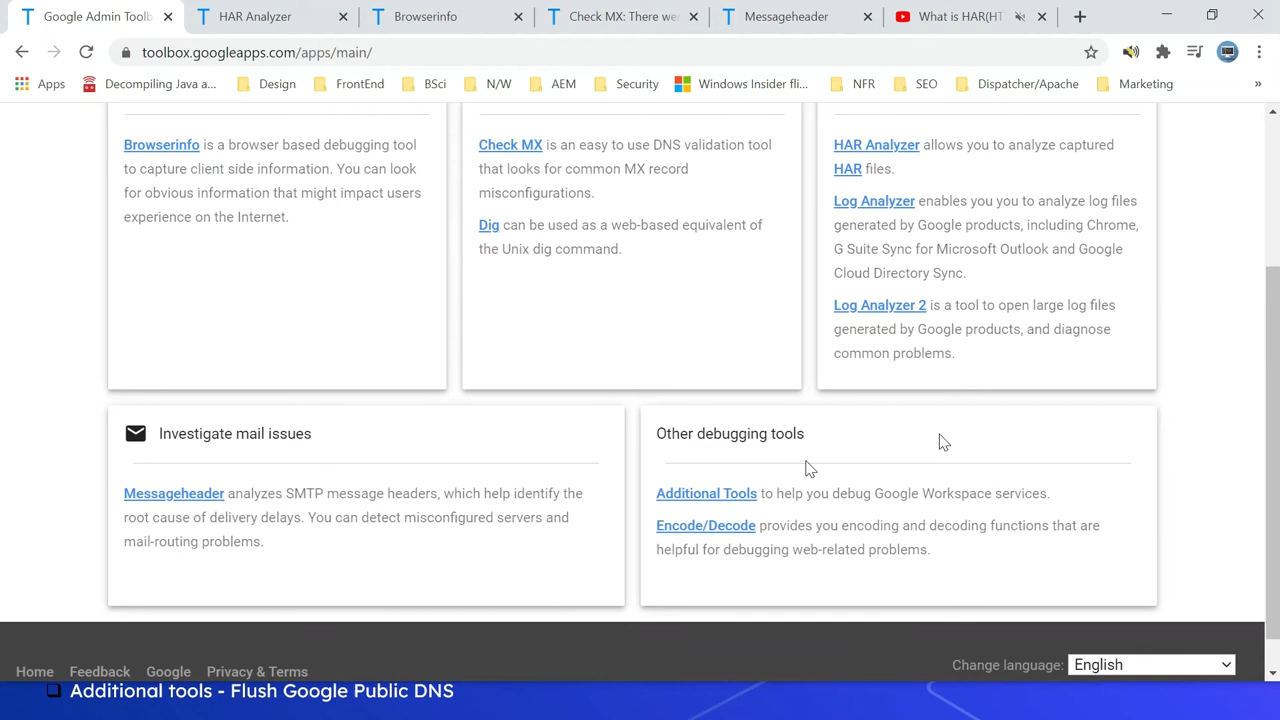 Google Admin Toolb
HAR Analyzer
Browserinfo
Check MX: There wer
Messageheader
What is HAR(HT
toolbox.googleapps.com/apps/main/
Apps
Decompiling Java a...
Design
FrontEnd
BSci
N/W
AEM
Security
Windows Insider fli...
NFR
SEO
Dispatcher/Apache
Marketing
»
Browserinfo is a browser based debugging tool
to capture client side information. You can look
for obvious information that might impact users
experience on the Internet.
Check MX is an easy to use DNS validation tool
that looks for common MX record
misconfigurations.
Dig can be used as a web-based equivalent of
the Unix dig command.
HAR Analyzer allows you to analyze captured
HAR files.
Log Analyzer enables you you to analyze log files
generated by Google products, including Chrome,
G Suite Sync for Microsoft Outlook and Google
Cloud Directory Sync.
Log Analyzer 2 is a tool to open large log files
generated by Google products, and diagnose
common problems.
Investigate mail issues
Messageheader analyzes SMTP message headers, which help identify the
root cause of delivery delays. You can detect misconfigured servers and
mail-routing problems.
Other debugging tools
Additional Tools to help you debug Google Workspace services.
Encode/Decode provides you encoding and decoding functions that are
helpful for debugging web-related problems.
Home
Feedback
Google
Privacy & Terms
Change language:
English
Additional tools - Flush Google Public DNS